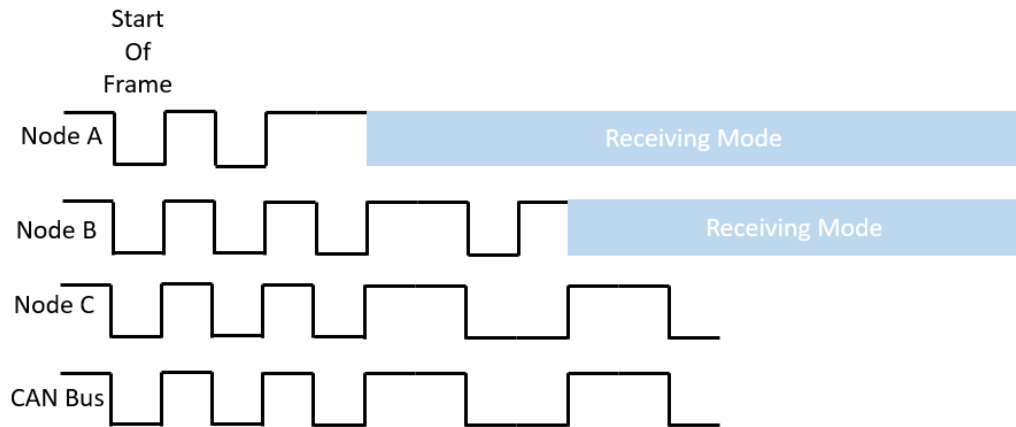 Start
Of
Frame
Node A
Receiving Mode
Node B
Receiving Mode
Node C
CAN Bus